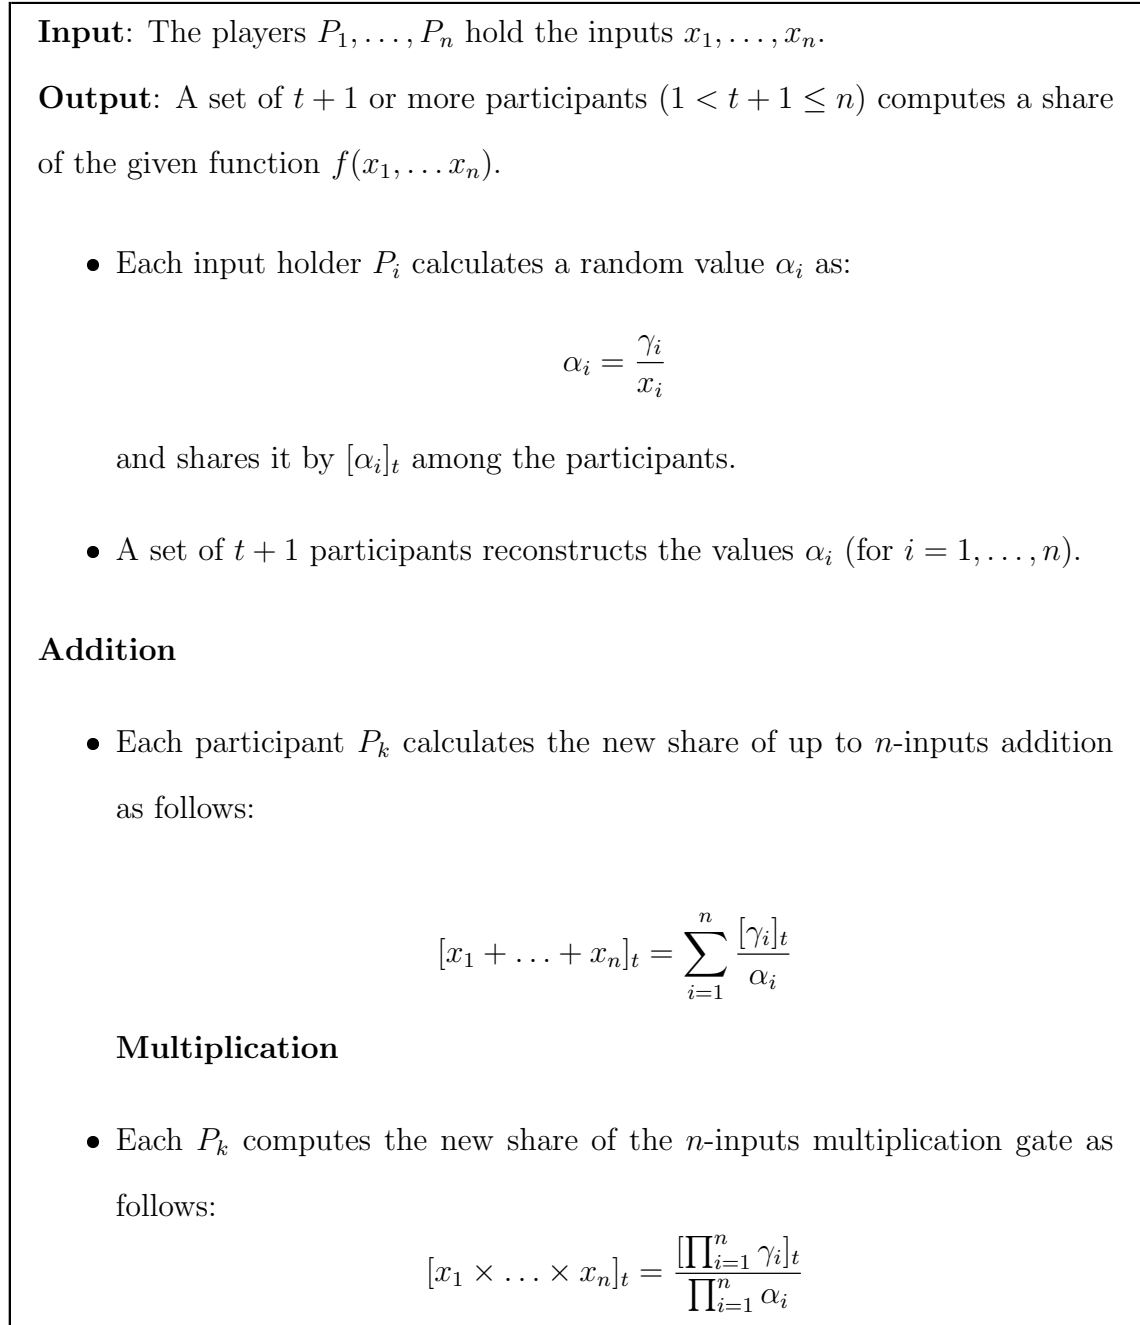 Input: The players P_1, . . . , P_n hold the inputs x_1, . . . , x_n.
Output: A set of t + 1 or more participants (1 < t + 1 ≤ n) computes a share
of the given function f(x_1, . . . x_n).
• Each input holder P_i calculates a random value α_i as:
α_i = γ_i / x_i
and shares it by [α_i]_t among the participants.
• A set of t + 1 participants reconstructs the values α_i (for i = 1, . . . , n).
Addition
• Each participant P_k calculates the new share of up to n-inputs addition
as follows:
[x_1 + . . . + x_n]_t = ∑_{i=1}^{n} [γ_i]_t / α_i
Multiplication
• Each P_k computes the new share of the n-inputs multiplication gate as
follows:
[x_1 × . . . × x_n]_t = [∏_{i=1}^{n} γ_i]_t / ∏_{i=1}^{n} α_i